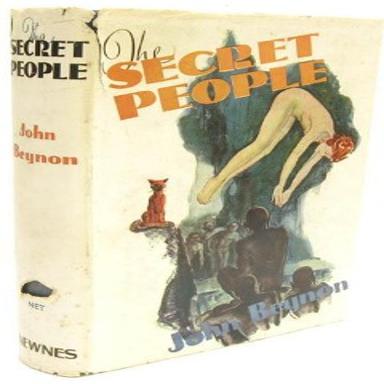 The
SECRET
PEOPLE
John
Beynon
NET
NEWNES
The
SECRET
PEOPLE
John Beynon